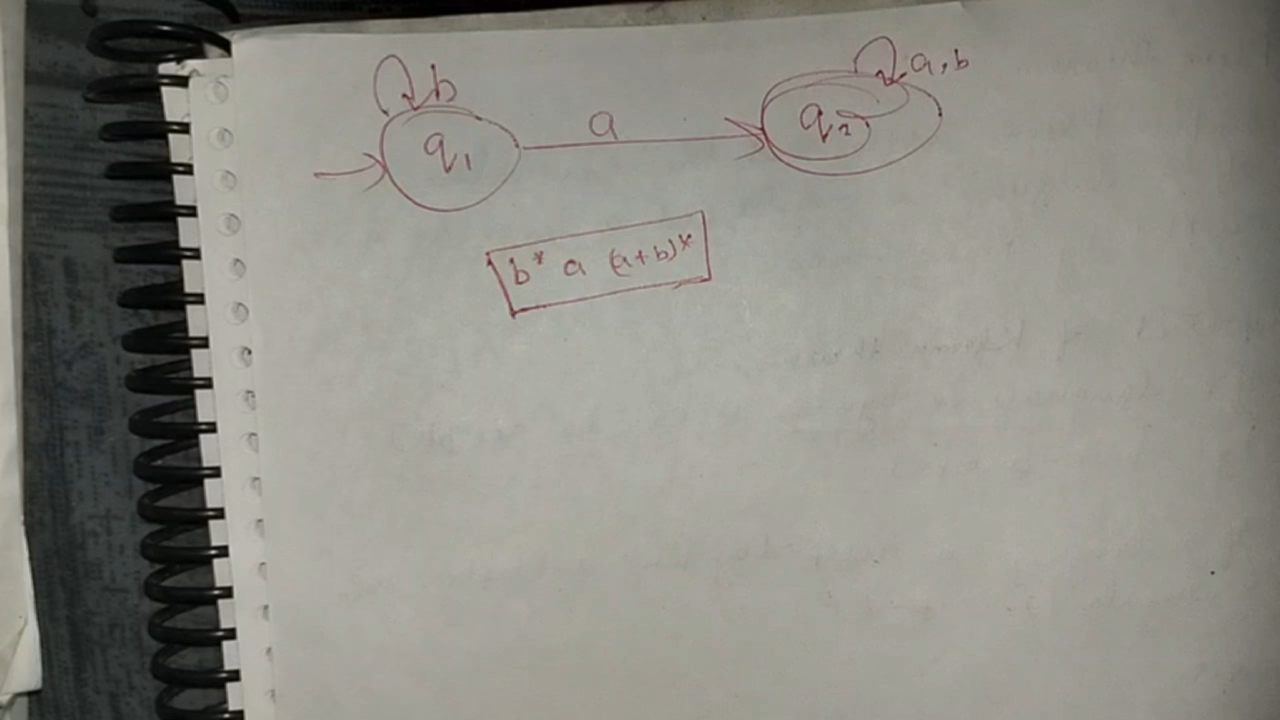 b a a,b
q₁ q₂
b* a (a+b)*